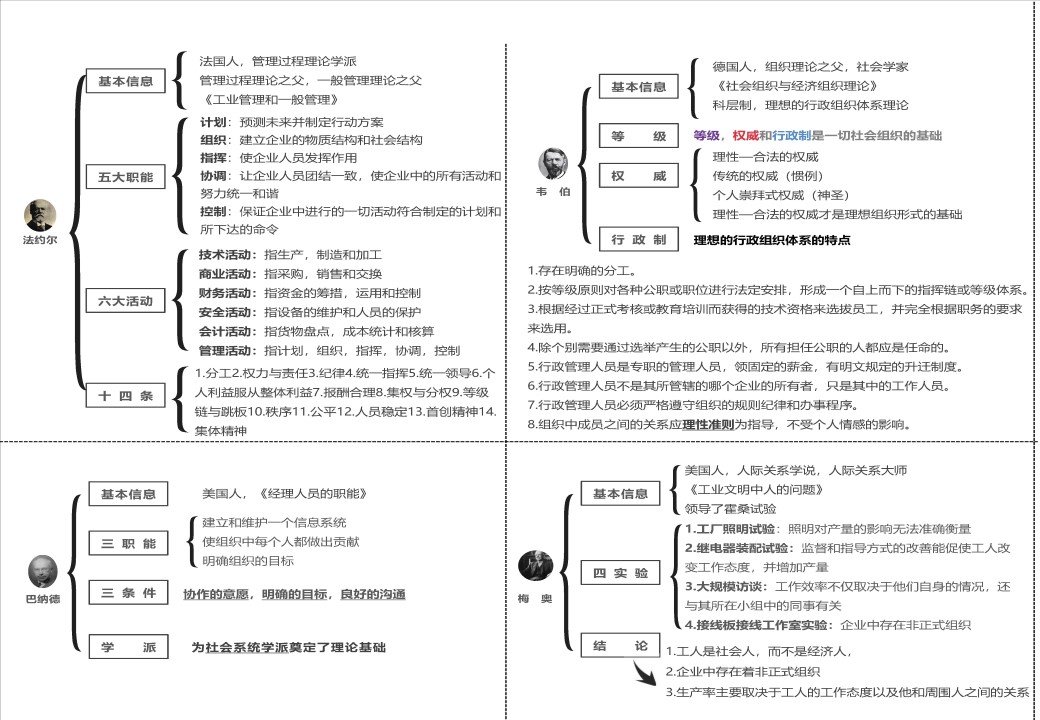 法约尔
基本信息
法国人，管理过程理论学派
管理过程理论之父，一般管理理论之父
《工业管理和一般管理》
五大职能
计划：预测未来并制定行动方案
组织：建立企业的物质结构和社会结构
指挥：使企业人员发挥作用
协调：让企业人员团结一致，使企业中的所有活动和
努力统一和谐
控制：保证企业中进行的一切活动符合制定的计划和
所下达的命令
六大活动
技术活动：指生产，制造和加工
商业活动：指采购，销售和交换
财务活动：指资金的筹措，运用和控制
安全活动：指设备的维护和人员的保护
会计活动：指货物盘点，成本统计和核算
管理活动：指计划，组织，指挥，协调，控制
十 四 条
1.分工2.权力与责任3.纪律4.统一指挥5.统一领导6.个
人利益服从整体利益7.报酬合理8.集权与分权9.等级
链与跳板10.秩序11.公平12.人员稳定13.首创精神14.
集体精神
韦 伯
基本信息
德国人，组织理论之父，社会学家
《社会组织与经济组织理论》
科层制，理想的行政组织体系理论
等 级
等级，权威和行政制是一切社会组织的基础
权 威
理性—合法的权威
传统的权威（惯例）
个人崇拜式权威（神圣）
理性—合法的权威才是理想组织形式的基础
行 政 制
理想的行政组织体系的特点
1.存在明确的分工。
2.按等级原则对各种公职或职位进行法定安排，形成一个自上而下的指挥链或等级体系。
3.根据经过正式考核或教育培训而获得的技术资格来选拔员工，并完全根据职务的要求
来选用。
4.除个别需要通过选举产生的公职以外，所有担任公职的人都应是任命的。
5.行政管理人员是专职的管理人员，领固定的薪金，有明文规定的升迁制度。
6.行政管理人员不是其所管辖的哪个企业的所有者，只是其中的工作人员。
7.行政管理人员必须严格遵守组织的规则纪律和办事程序。
8.组织中成员之间的关系应理性准则为指导，不受个人情感的影响。
巴纳德
基本信息
美国人，《经理人员的职能》
三 职 能
建立和维护一个信息系统
使组织中每个人都做出贡献
明确组织的目标
三 条 件
协作的意愿，明确的目标，良好的沟通
学 派
为社会系统学派奠定了理论基础
梅 奥
基本信息
美国人，人际关系学说，人际关系大师
《工业文明中人的问题》
领导了霍桑试验
四 实 验
1.工厂照明试验：照明对产量的影响无法准确衡量
2.继电器装配试验：监督和指导方式的改善能促使工人改
变工作态度，并增加产量
3.大规模访谈：工作效率不仅取决于他们自身的情况，还
与其所在小组中的同事有关
4.接线板接线工作室实验：企业中存在非正式组织
结 论
1.工人是社会人，而不是经济人，
2.企业中存在着非正式组织
3.生产率主要取决于工人的工作态度以及他和周围人之间的关系